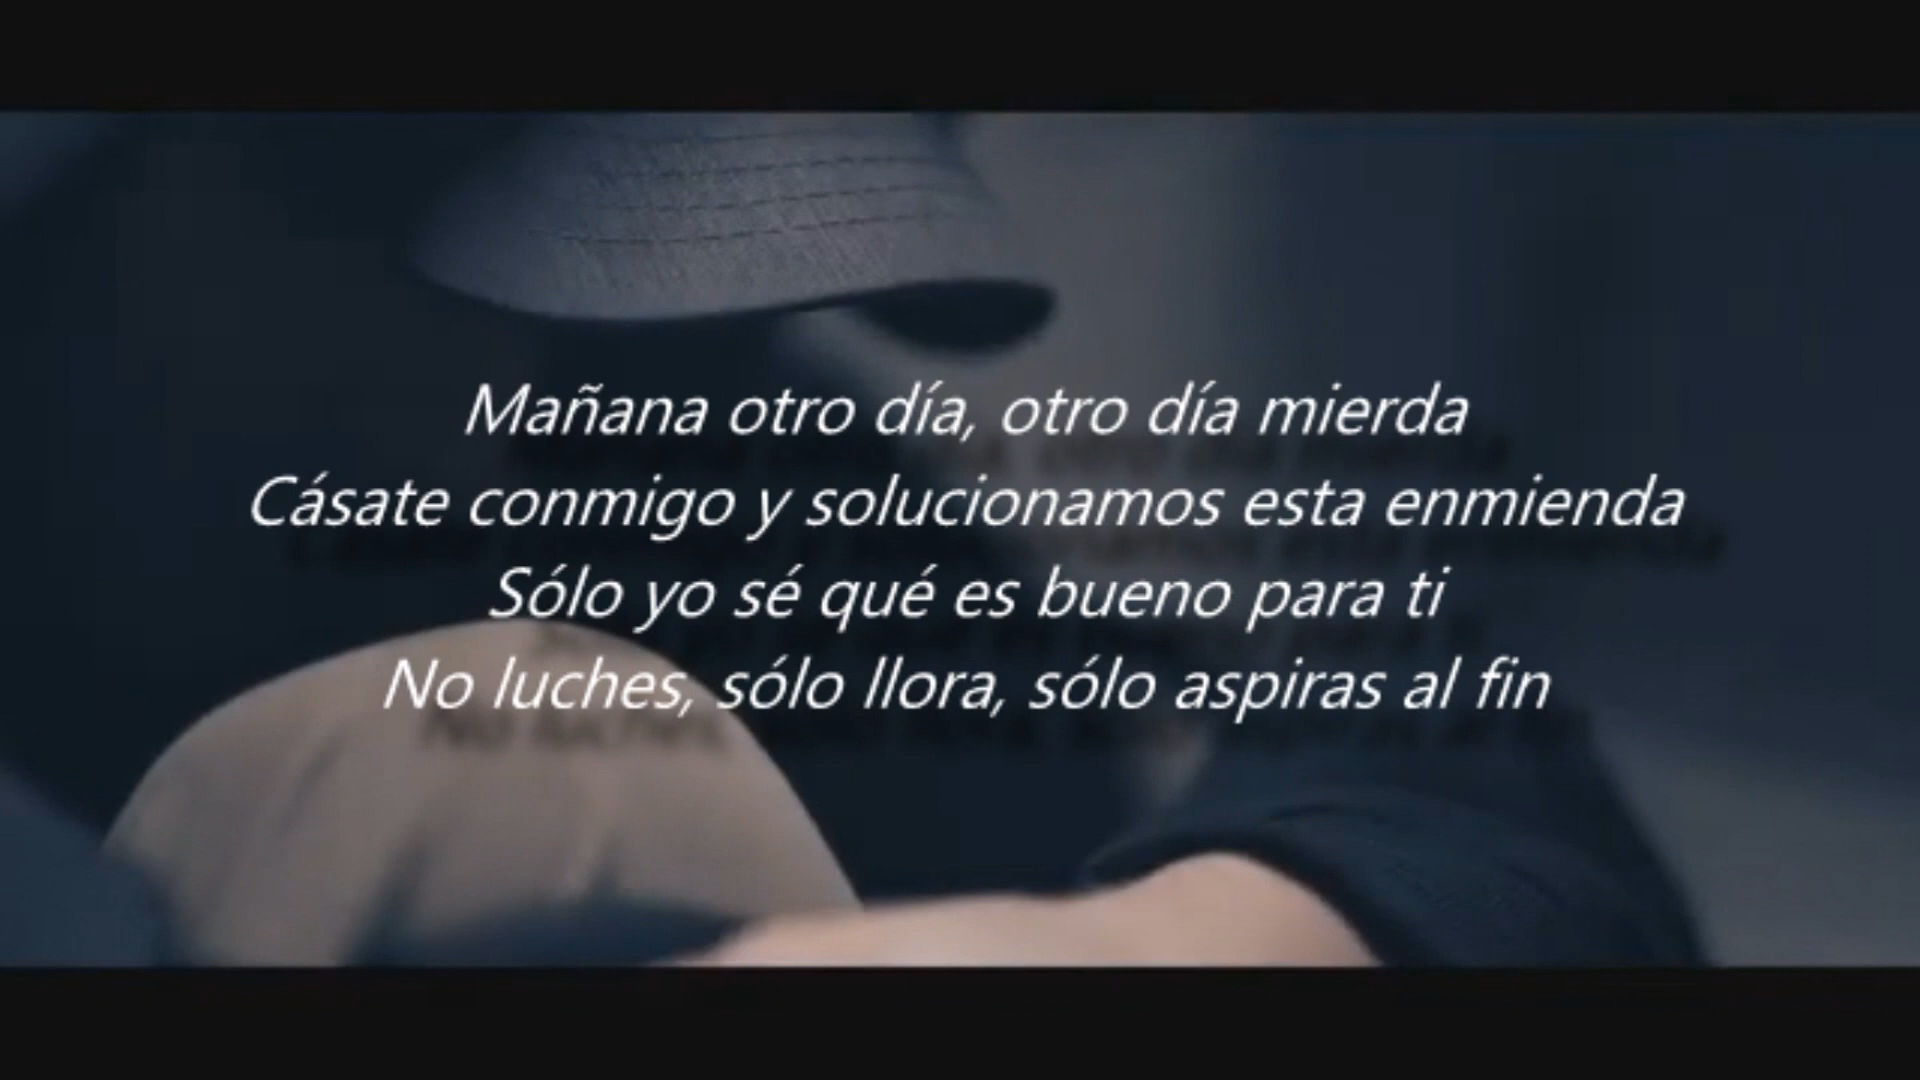 Mañana otro día, otro día mierda
Cásate conmigo y solucionamos esta enmienda
Sólo yo sé qué es bueno para ti
No luches, sólo llora, sólo aspiras al fin